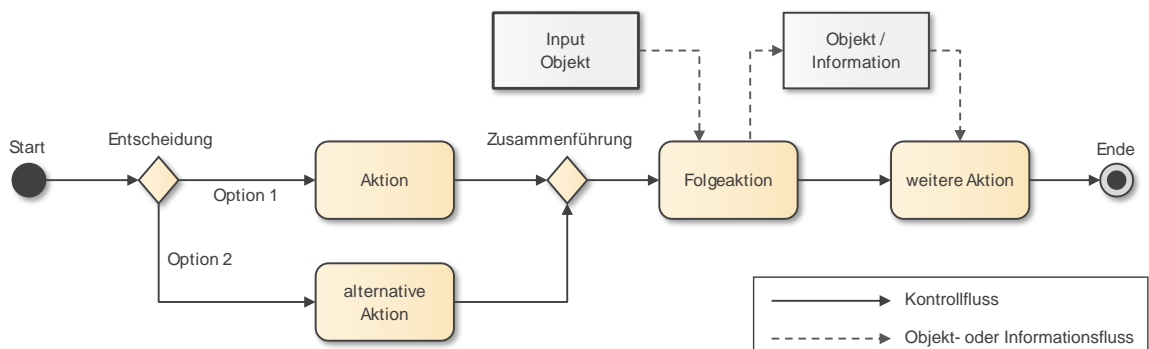 Input
Objekt
Objekt /
Information
Start
Entscheidung
Zusammenführung
Ende
Option 1
Aktion
Folgeaktion
weitere Aktion
Option 2
alternative
Aktion
Kontrollfluss
Objekt- oder Informationsfluss